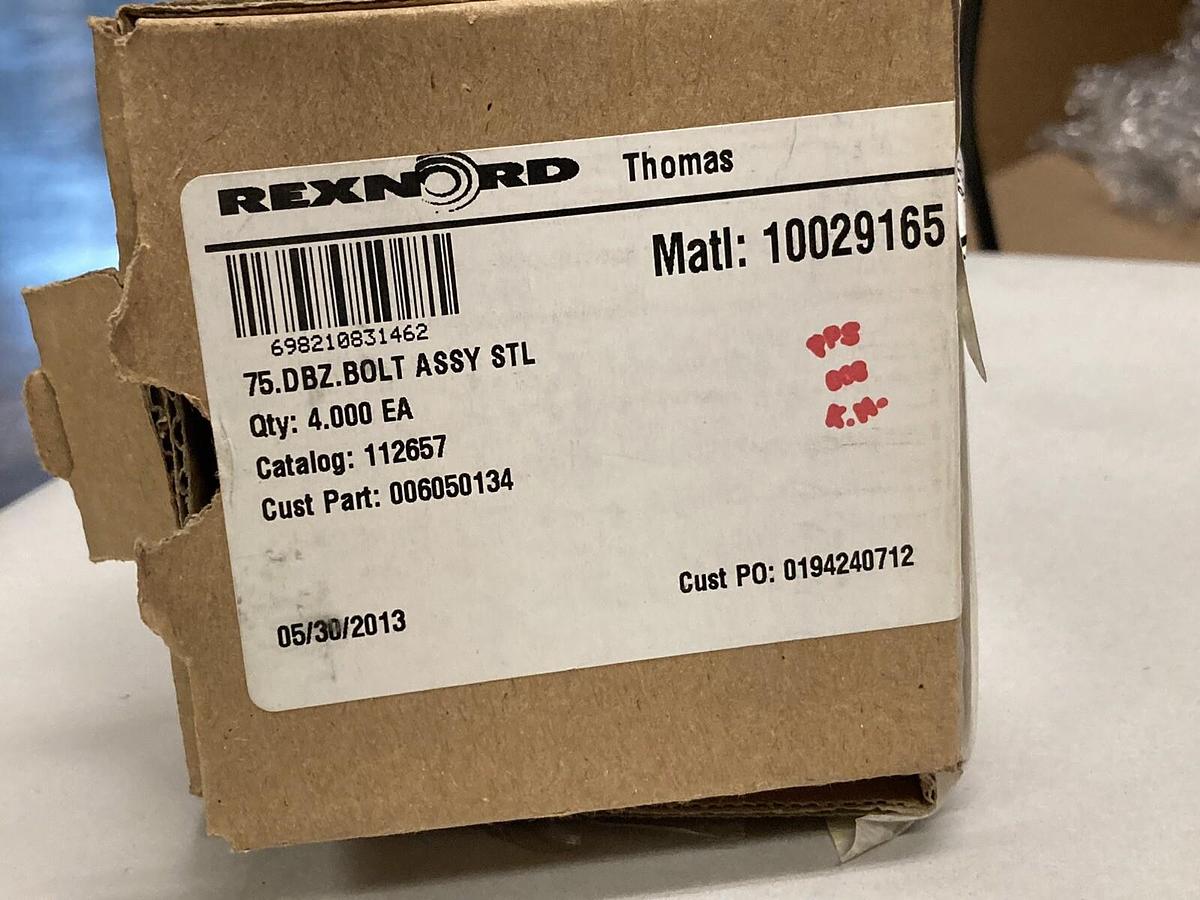 REXNORD Thomas
Matl: 10029165
698210831462
75.DBZ.BOLT ASSY STL
Qty: 4.000 EA
Catalog: 112657
Cust Part: 006050134
Cust PO: 0194240712
05/30/2013